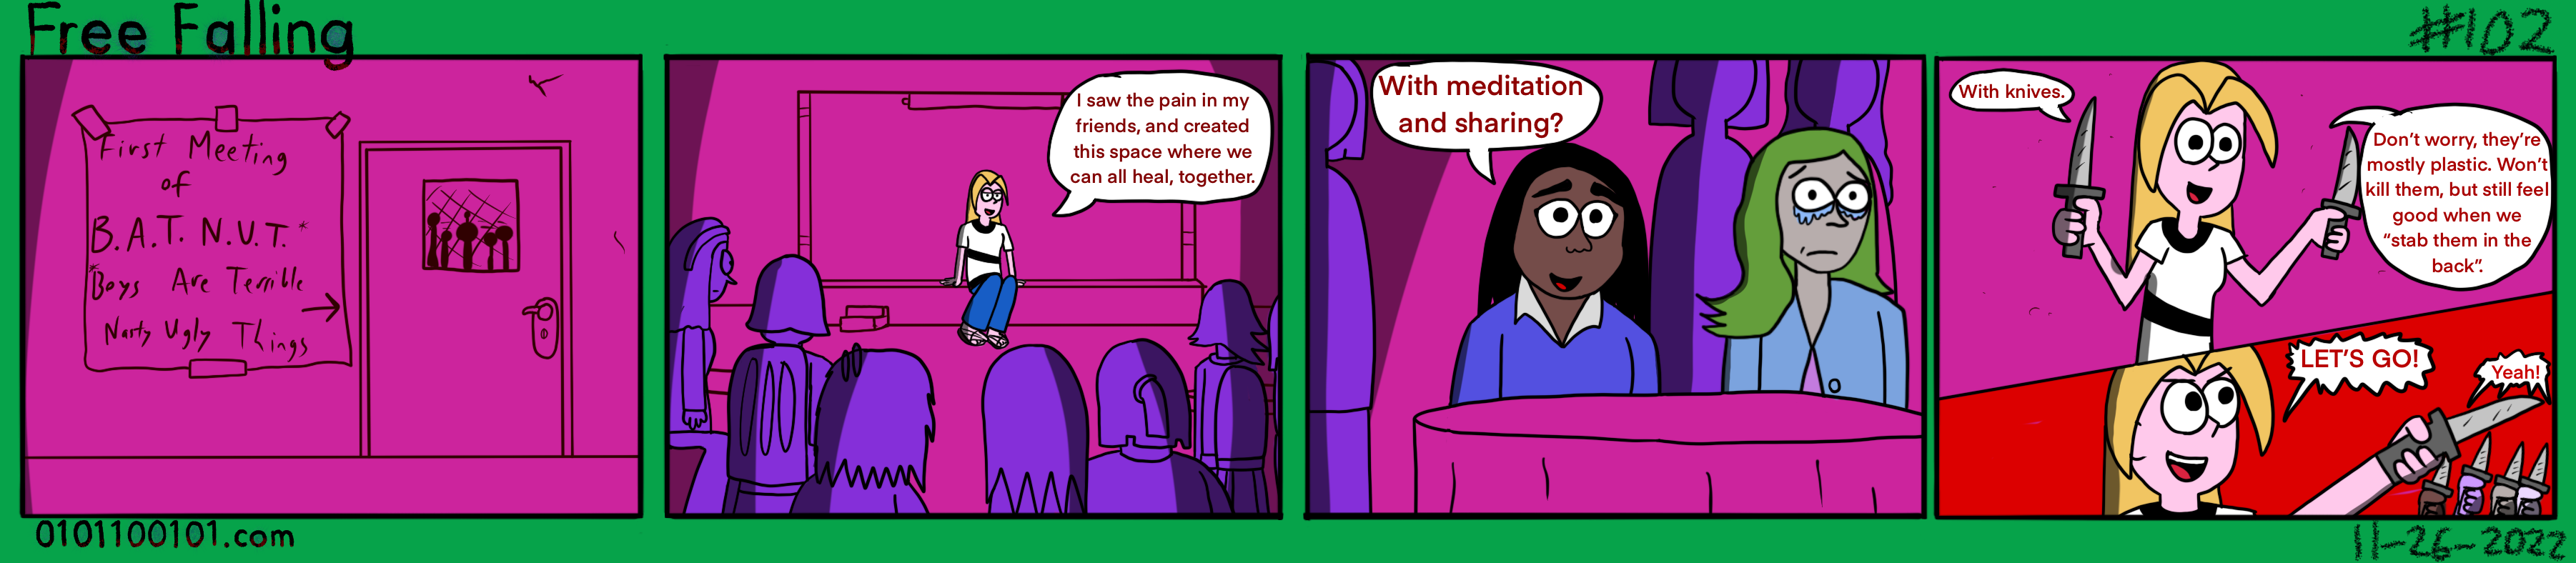 Free Falling
#102
First Meeting
of
B.A.T. N.U.T.*
*Boys Are Terrible
Nasty Ugly Things
I saw the pain in my
friends, and created
this space where we
can all heal, together.
With meditation
and sharing?
With knives.
Don't worry, they're
mostly plastic. Won't
kill them, but still feel
good when we
"stab them in the
back".
LET'S GO!
Yeah!
0101100101.com
11-26-2022